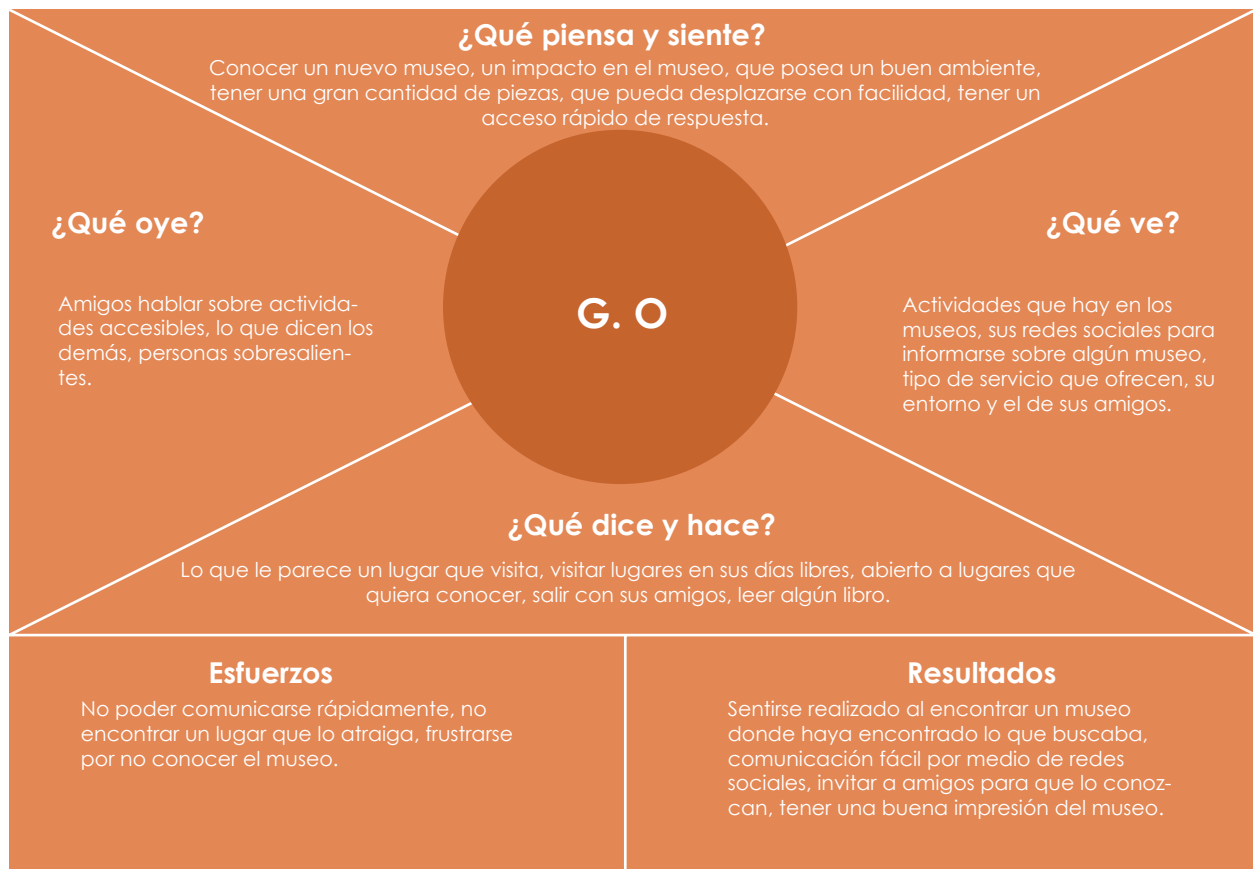 ¿Qué piensa y siente?
Conocer un nuevo museo, un impacto en el museo, que posea un buen ambiente,
tener una gran cantidad de piezas, que pueda desplazarse con facilidad, tener un
acceso rápido de respuesta.
¿Qué oye?
Amigos hablar sobre activida-
des accesibles, lo que dicen los
demás, personas sobresalien-
tes.
G. O
¿Qué ve?
Actividades que hay en los
museos, sus redes sociales para
informarse sobre algún museo,
tipo de servicio que ofrecen, su
entorno y el de sus amigos.
¿Qué dice y hace?
Lo que le parece un lugar que visita, visitar lugares en sus días libres, abierto a lugares que
quiera conocer, salir con sus amigos, leer algún libro.
Esfuerzos
No poder comunicarse rápidamente, no
encontrar un lugar que lo atraiga, frustrarse
por no conocer el museo.
Resultados
Sentirse realizado al encontrar un museo
donde haya encontrado lo que buscaba,
comunicación fácil por medio de redes
sociales, invitar a amigos para que lo conoz-
can, tener una buena impresión del museo.